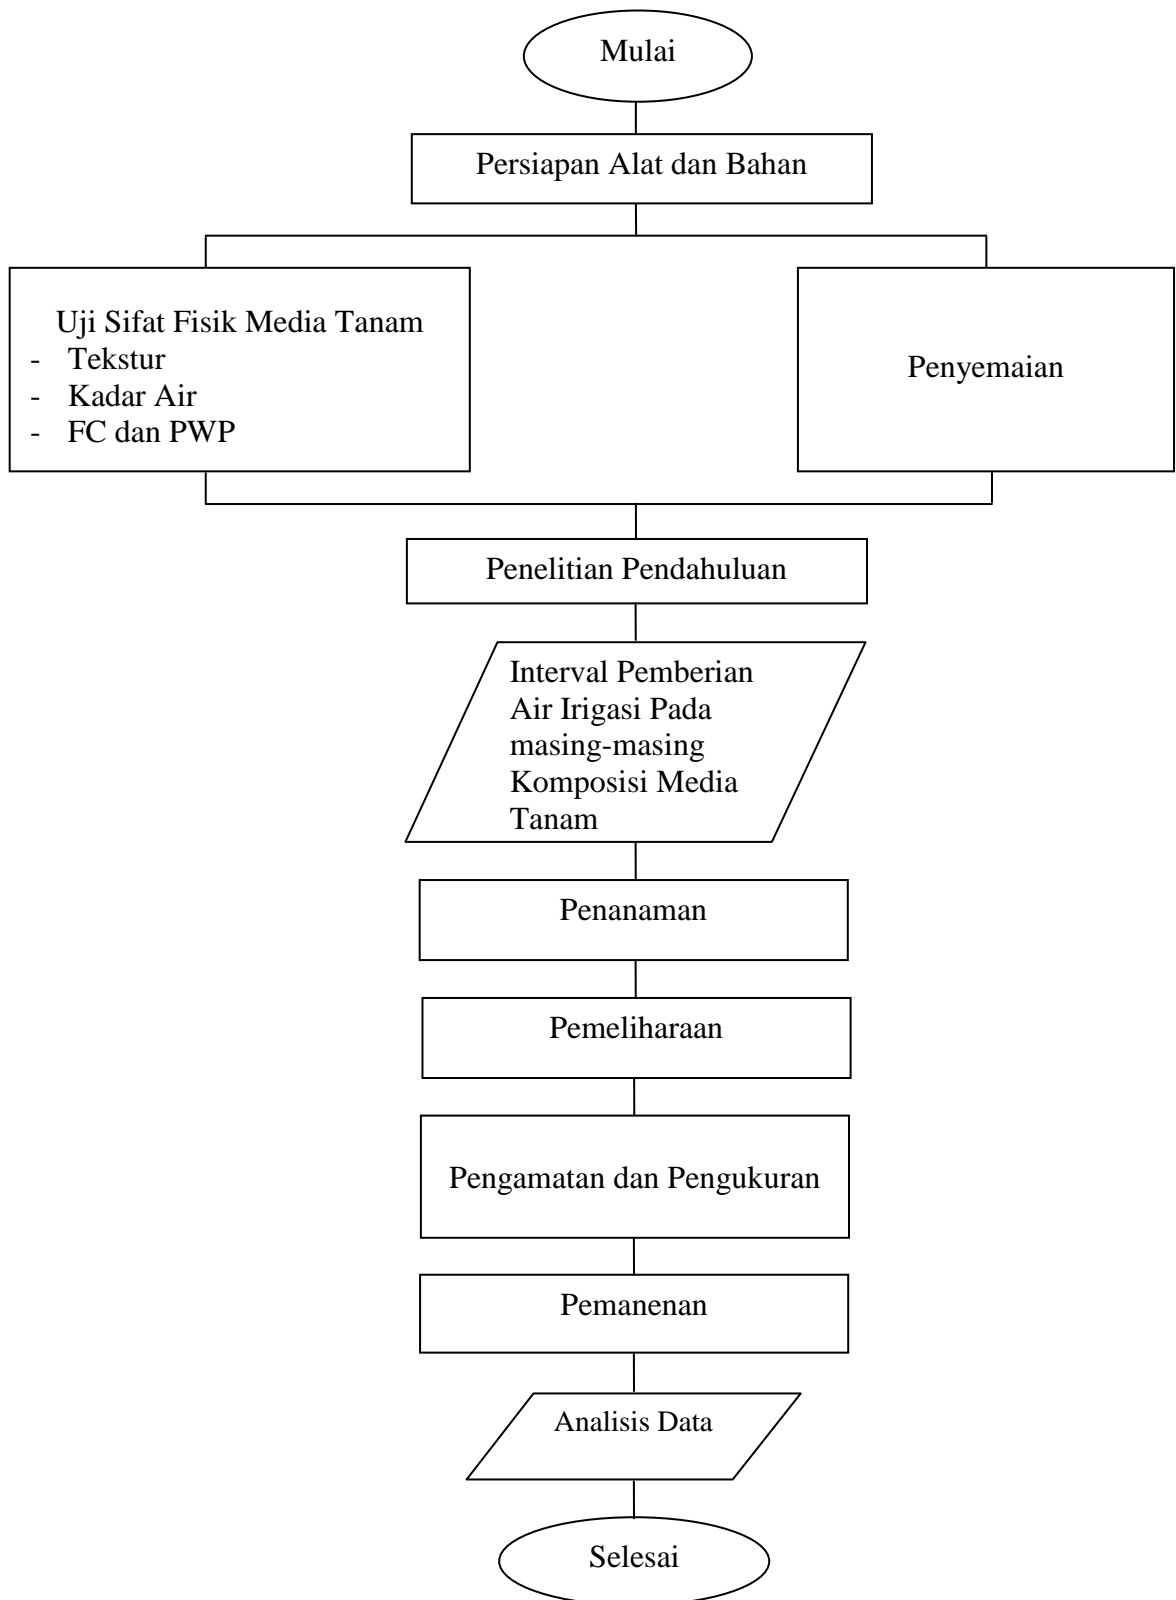 Mulai
Persiapan Alat dan Bahan
Uji Sifat Fisik Media Tanam
- Tekstur
- Kadar Air
- FC dan PWP
Penyemaian
Penelitian Pendahuluan
Interval Pemberian
Air Irigasi Pada
masing-masing
Komposisi Media
Tanam
Penanaman
Pemeliharaan
Pengamatan dan Pengukuran
Pemanenan
Analisis Data
Selesai